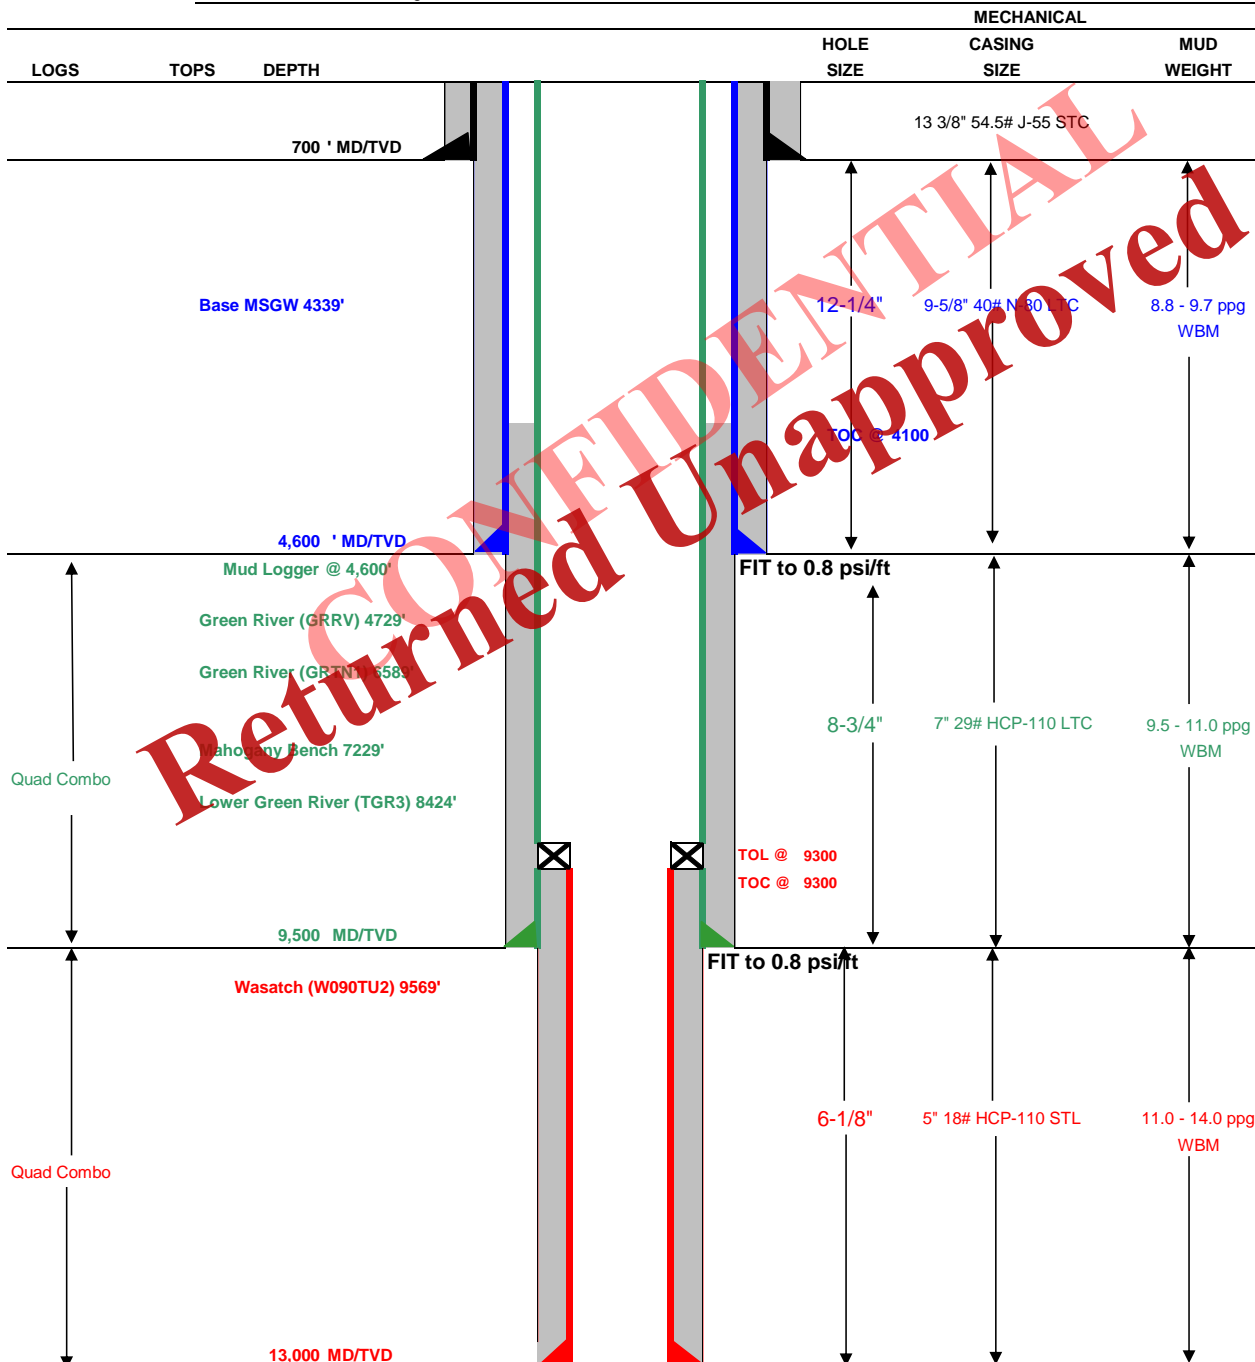 MECHANICAL
HOLE CASING MUD
LOGS TOPS DEPTH SIZE SIZE WEIGHT
13 3/8" 54.5# J-55 STC
700 ' MD/TVD
Base MSGW 4339' 12-1/4" 9-5/8" 40# N-80 LTC 8.8 - 9.7 ppg
WBM
TOC @ 4100
4,600 ' MD/TVD
Mud Logger @ 4,600' FIT to 0.8 psi/ft
Green River (GRRV) 4729'
Green River (GRTN1) 6589'
8-3/4" 7" 29# HCP-110 LTC 9.5 - 11.0 ppg
Mahogany Bench 7229' WBM
Quad Combo
Lower Green River (TGR3) 8424'
TOL @ 9300
TOC @ 9300
9,500 MD/TVD
FIT to 0.8 psi/ft
Wasatch (W090TU2) 9569'
6-1/8" 5" 18# HCP-110 STL 11.0 - 14.0 ppg
WBM
Quad Combo
13,000 MD/TVD
CONFIDENTIAL
Returned Unapproved